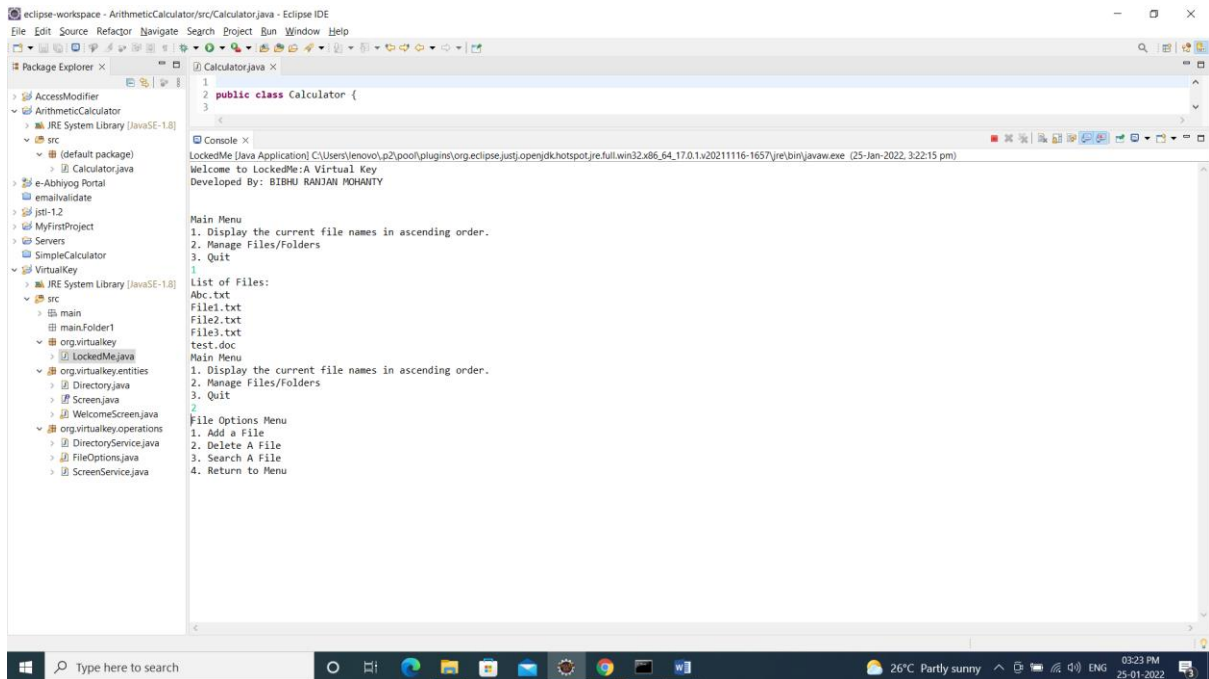 eclipse-workspace - ArithmeticCalculator/src/Calculator.java - Eclipse IDE
File Edit Source Refactor Navigate Search Project Run Window Help
Package Explorer
AccessModifier
ArithmeticCalculator
JRE System Library [JavaSE-1.8]
src
(default package)
Calculator.java
e-Abhiyog Portal
emailvalidate
jstl-1.2
MyFirstProject
Servers
SimpleCalculator
VirtualKey
JRE System Library [JavaSE-1.8]
src
main
main.Folder1
org.virtualkey
LockedMe.java
org.virtualkey.entities
Directory.java
Screen.java
WelcomeScreen.java
org.virtualkey.operations
DirectoryService.java
FileOptions.java
ScreenService.java
Calculator.java
1
2 public class Calculator {
3
Console
LockedMe [Java Application] C:\Users\lenovo\.p2\pool\plugins\org.eclipse.justj.openjdk.hotspot.jre.full.win32.x86_64_17.0.1.v20211116-1657\jre\bin\javaw.exe (25-Jan-2022, 3:22:15 pm)
Welcome to LockedMe:A Virtual Key
Developed By: BIBHU RANJAN MOHANTY
Main Menu
1. Display the current file names in ascending order.
2. Manage Files/Folders
3. Quit
1
List of Files:
Abc.txt
File1.txt
File2.txt
File3.txt
test.doc
Main Menu
1. Display the current file names in ascending order.
2. Manage Files/Folders
3. Quit
2
File Options Menu
1. Add a File
2. Delete A File
3. Search A File
4. Return to Menu
Type here to search
26°C Partly sunny
ENG
03:23 PM
25-01-2022
3